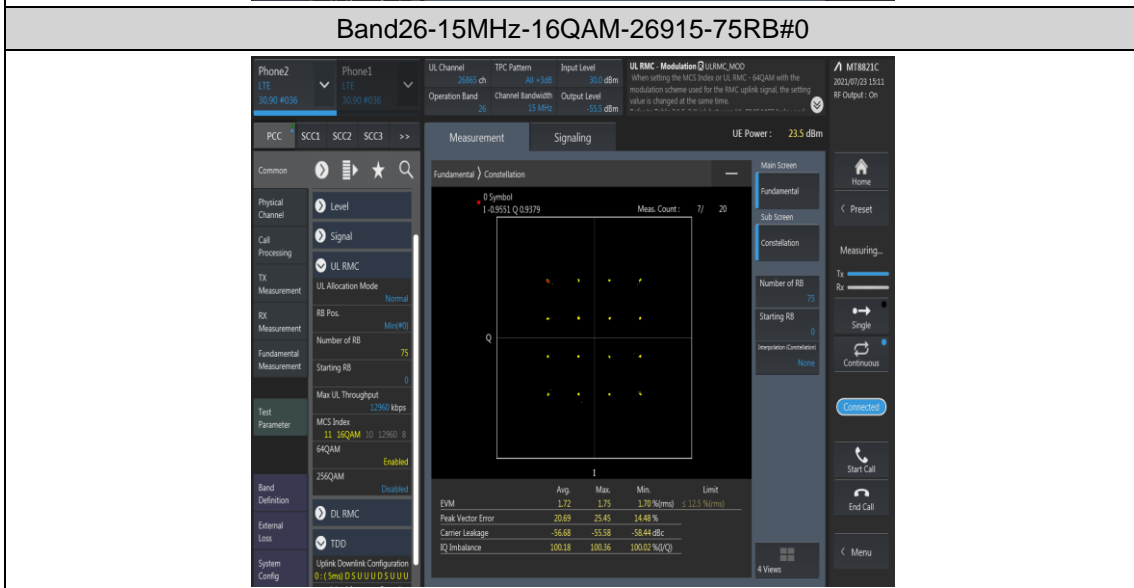 Band26-15MHz-16QAM-26915-75RB#0
Phone2
LTE
30.90 #036
Phone1
LTE
30.90 #036
UL Channel
26865 ch
TPC Pattern
All +3dB
Input Level
30.0 dBm
Operation Band
26
Channel Bandwidth
15 MHz
Output Level
-55.5 dBm
UL RMC - Modulation ULRMC_MOD
When setting the MCS Index or UL RMC - 64QAM with the
modulation scheme used for the RMC uplink signal, the setting
value is changed at the same time.
MT8821C
2021/07/23 15:11
RF Output : On
PCC SCC1 SCC2 SCC3 >>
Measurement Signaling
UE Power : 23.5 dBm
Common
Physical
Channel
Call
Processing
TX
Measurement
RX
Measurement
Fundamental
Measurement
Test
Parameter
Band
Definition
External
Loss
System
Config
Level
Signal
UL RMC
UL Allocation Mode
Normal
RB Pos.
Min(#0)
Number of RB
75
Starting RB
0
Max UL Throughput
12960 kbps
MCS Index
11 16QAM 10 12960 8
64QAM
Enabled
256QAM
Disabled
DL RMC
TDD
Uplink Downlink Configuration
0 : ( 5ms) D S U U U D S U U U
Fundamental Constellation
0 Symbol
I -0.9551 Q 0.9379
Meas. Count : 7/ 20
Q
I
Avg. Max. Min. Limit
EVM 1.72 1.75 1.70 %(rms) ≤ 12.5 %(rms)
Peak Vector Error 20.69 25.45 14.48 %
Carrier Leakage -56.68 -55.58 -58.44 dBc
IQ Imbalance 100.18 100.36 100.02 %(I/Q)
Main Screen
Fundamental
Sub Screen
Constellation
Number of RB
75
Starting RB
0
Interpolation (Constellation)
None
4 Views
Home
< Preset
Measuring...
Tx
Rx
Single
Continuous
Connected
Start Call
End Call
< Menu